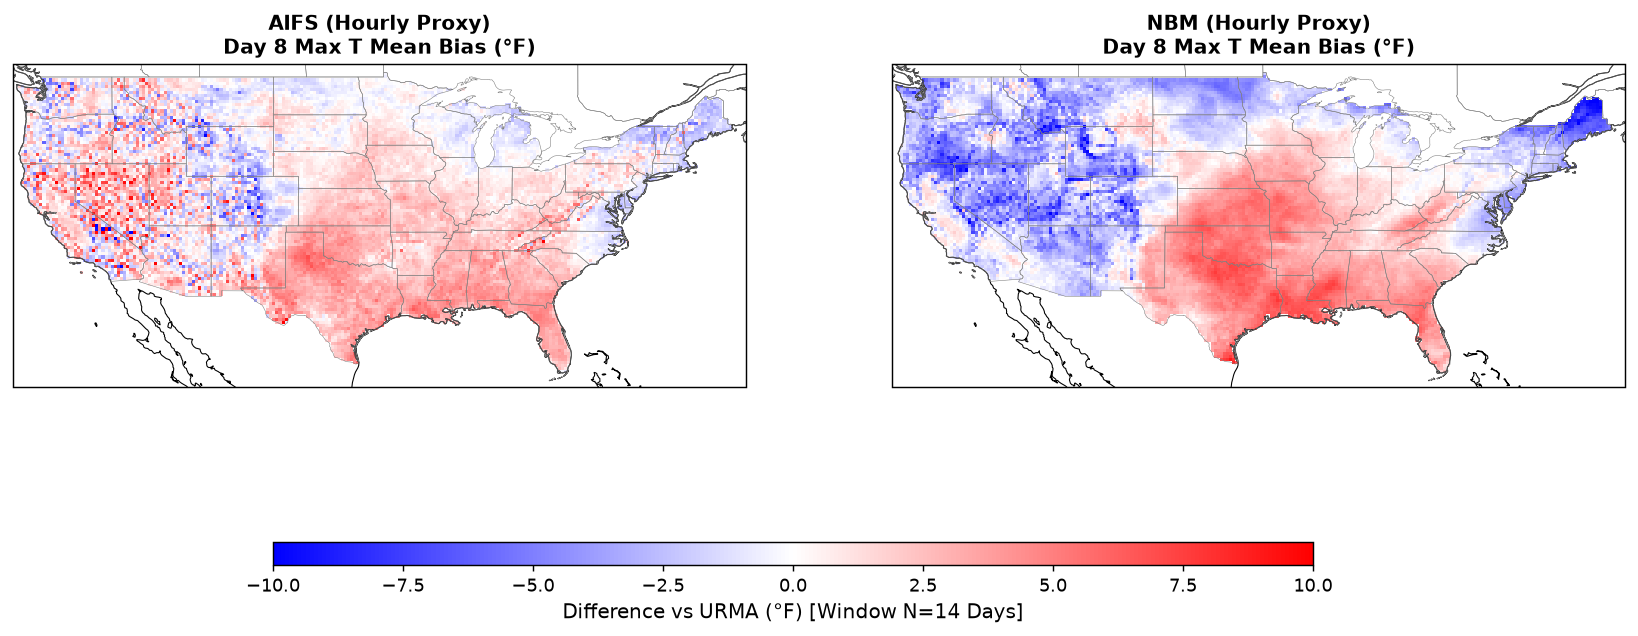 AIFS (Hourly Proxy)
Day 8 Max T Mean Bias (°F)
NBM (Hourly Proxy)
Day 8 Max T Mean Bias (°F)
−10.0 −7.5 −5.0 −2.5 0.0 2.5 5.0 7.5 10.0
Difference vs URMA (°F) [Window N=14 Days]